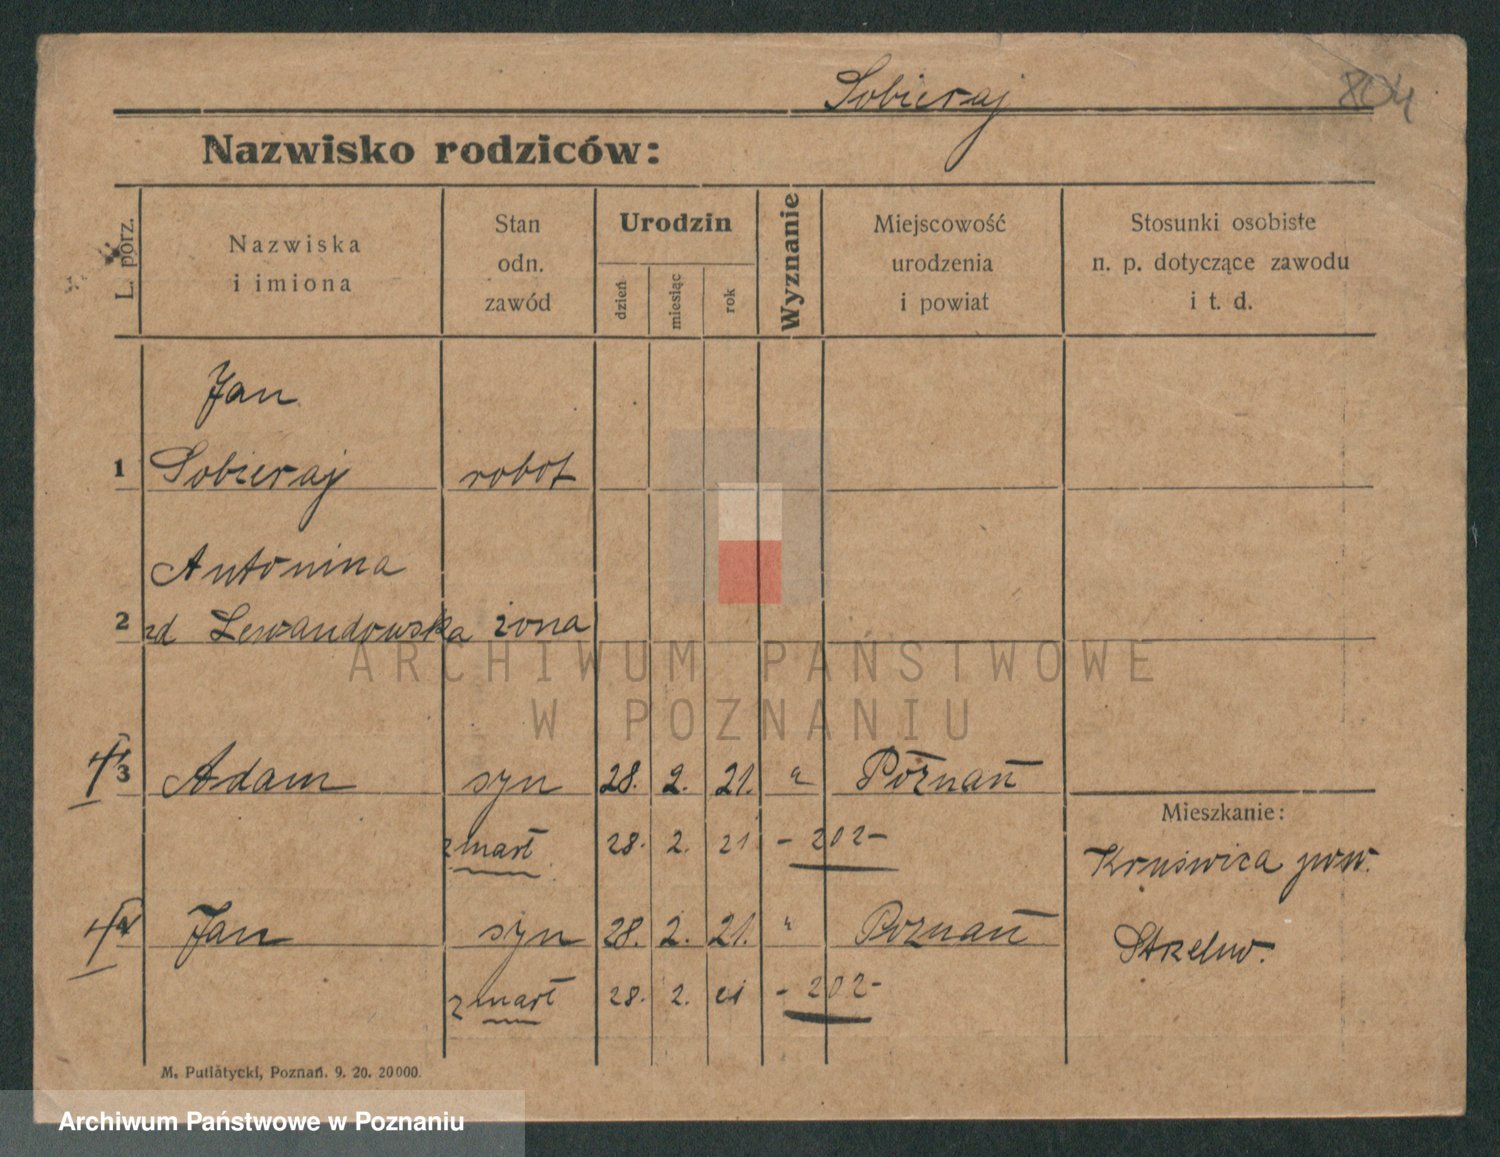 Sobieraj 804
Nazwisko rodziców:
L. porz.
Nazwiska
i imiona
Stan
odn.
zawód
Urodzin
dzień
miesiąc
rok
Wyznanie
Miejscowość
urodzenia
i powiat
Stosunki osobiste
n. p. dotyczące zawodu
i t. d.
Jan
1 Sobieraj robot
Antonina
2 zd Lewandowska żona
ARCHIWUM PAŃSTWOWE
W POZNANIU
3 Adam syn 28. 2. 21. " Poznań
Mieszkanie:
zmarł 28. 2. 21 - 202-
Kruświca pow.
4 Jan syn 28. 2. 21. " Poznań
Strzelno.
zmarł 28. 2. 21 - 202-
M. Putiatycki, Poznań. 9. 20. 20000.
Archiwum Państwowe w Poznaniu